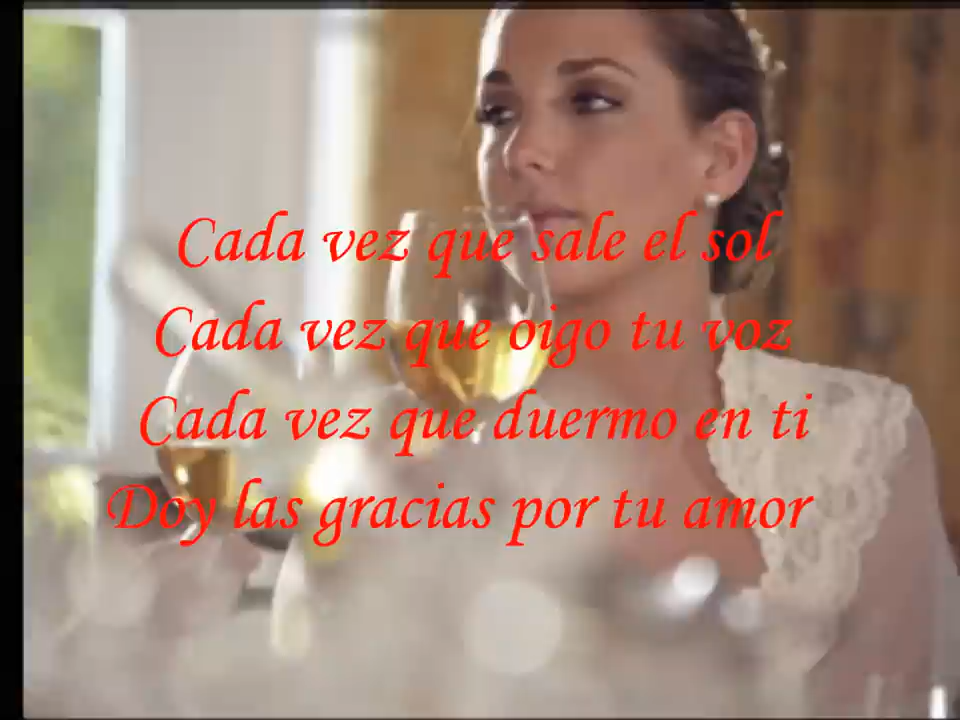 Cada vez que sale el sol
Cada vez que oigo tu voz
Cada vez que duermo en ti
Doy las gracias por tu amor